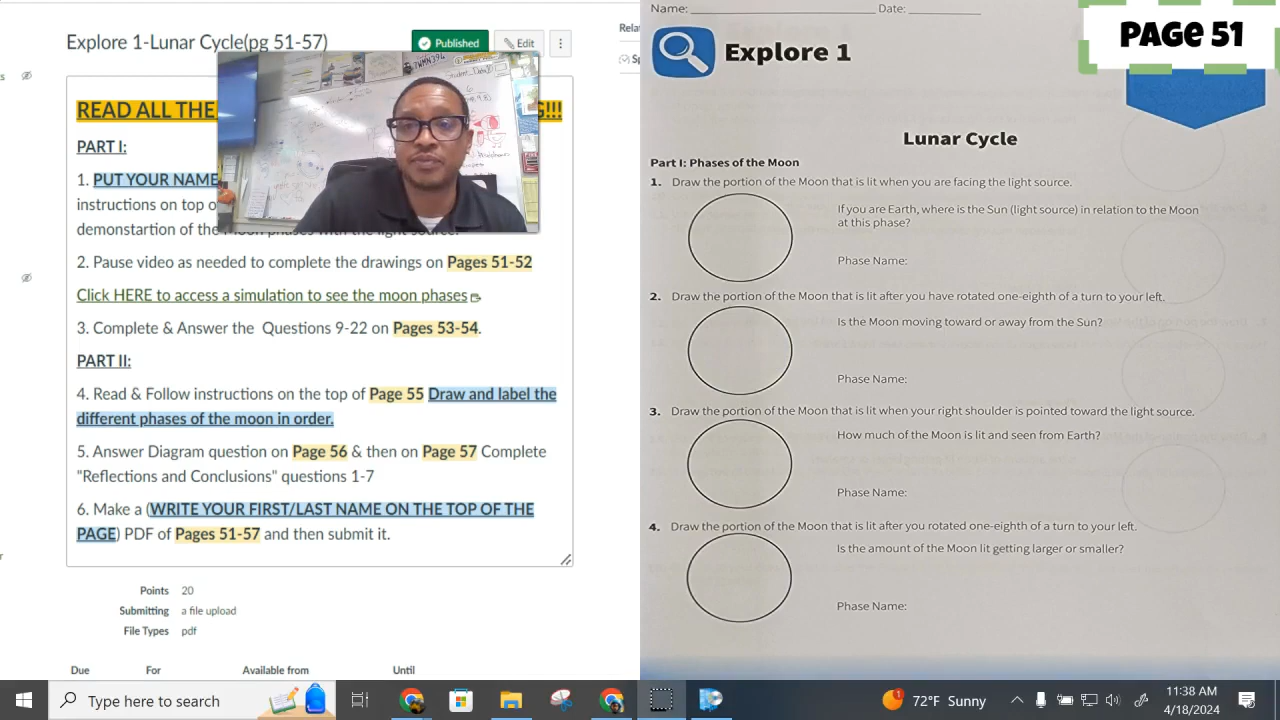 Explore 1-Lunar Cycle(pg 51-57)
Published
Edit
Rela
Sp
s
READ ALL THE
G!!!
PART I:
1. PUT YOUR NAME
instructions on top o
demonstartion of the Moon phases with the light source.
2. Pause video as needed to complete the drawings on Pages 51-52
Click HERE to access a simulation to see the moon phases
3. Complete & Answer the Questions 9-22 on Pages 53-54.
PART II:
4. Read & Follow instructions on the top of Page 55 Draw and label the
different phases of the moon in order.
5. Answer Diagram question on Page 56 & then on Page 57 Complete
"Reflections and Conclusions" questions 1-7
6. Make a (WRITE YOUR FIRST/LAST NAME ON THE TOP OF THE
PAGE) PDF of Pages 51-57 and then submit it.
r
Points 20
Submitting a file upload
File Types pdf
Due For Available from Until
Name: Date:
PAGE 51
Explore 1
Lunar Cycle
Part I: Phases of the Moon
1. Draw the portion of the Moon that is lit when you are facing the light source.
If you are Earth, where is the Sun (light source) in relation to the Moon
at this phase?
Phase Name:
2. Draw the portion of the Moon that is lit after you have rotated one-eighth of a turn to your left.
Is the Moon moving toward or away from the Sun?
Phase Name:
3. Draw the portion of the Moon that is lit when your right shoulder is pointed toward the light source.
How much of the Moon is lit and seen from Earth?
Phase Name:
4. Draw the portion of the Moon that is lit after you rotated one-eighth of a turn to your left.
Is the amount of the Moon lit getting larger or smaller?
Phase Name:
Type here to search
1
72°F Sunny
11:38 AM
4/18/2024